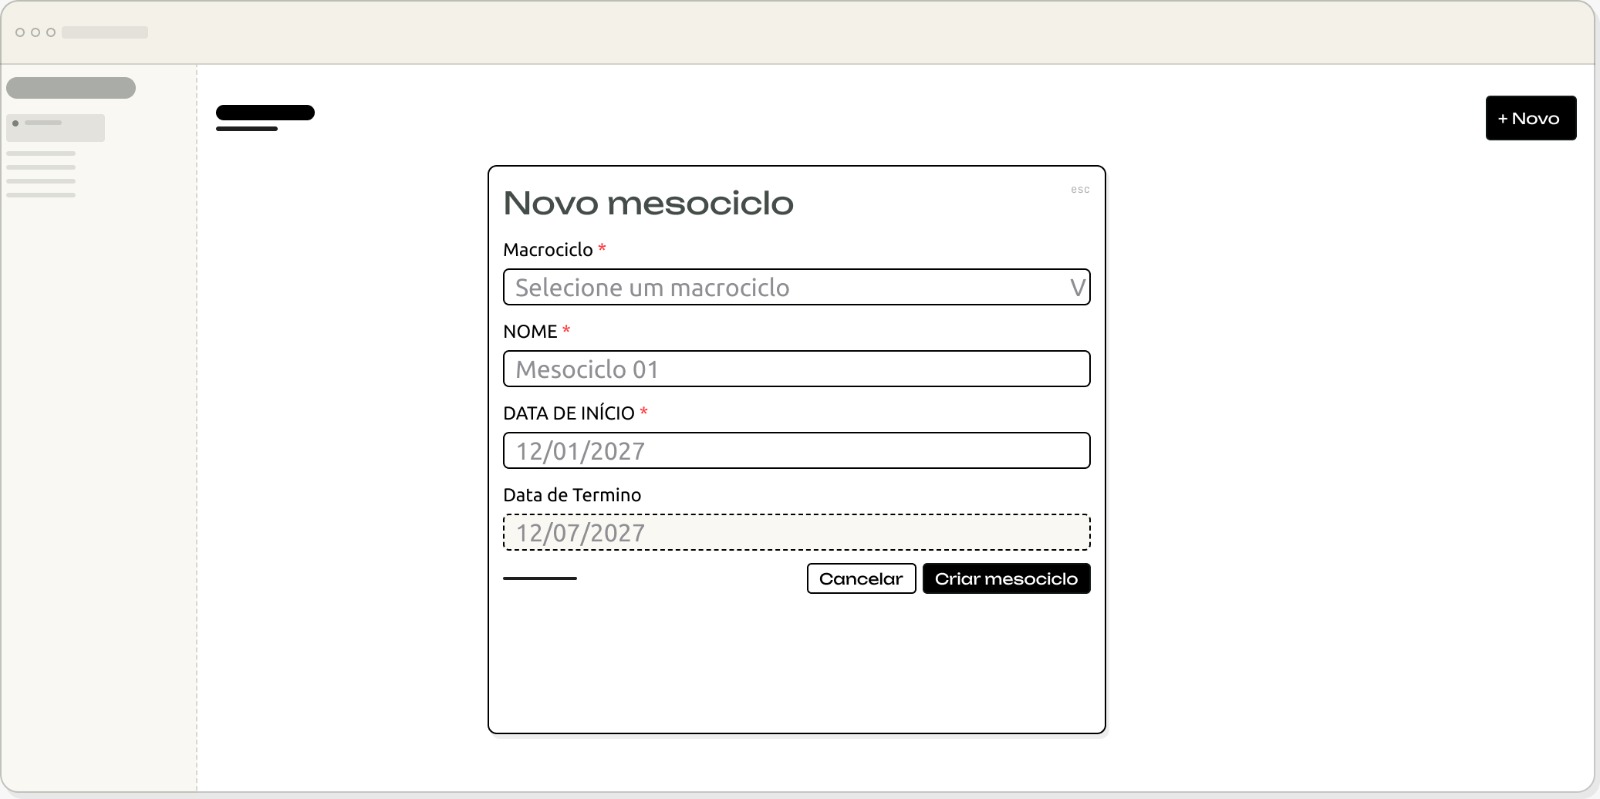 + Novo
Novo mesociclo
esc
Macrociclo *
Selecione um macrociclo V
NOME *
Mesociclo 01
DATA DE INÍCIO *
12/01/2027
Data de Termino
12/07/2027
Cancelar
Criar mesociclo